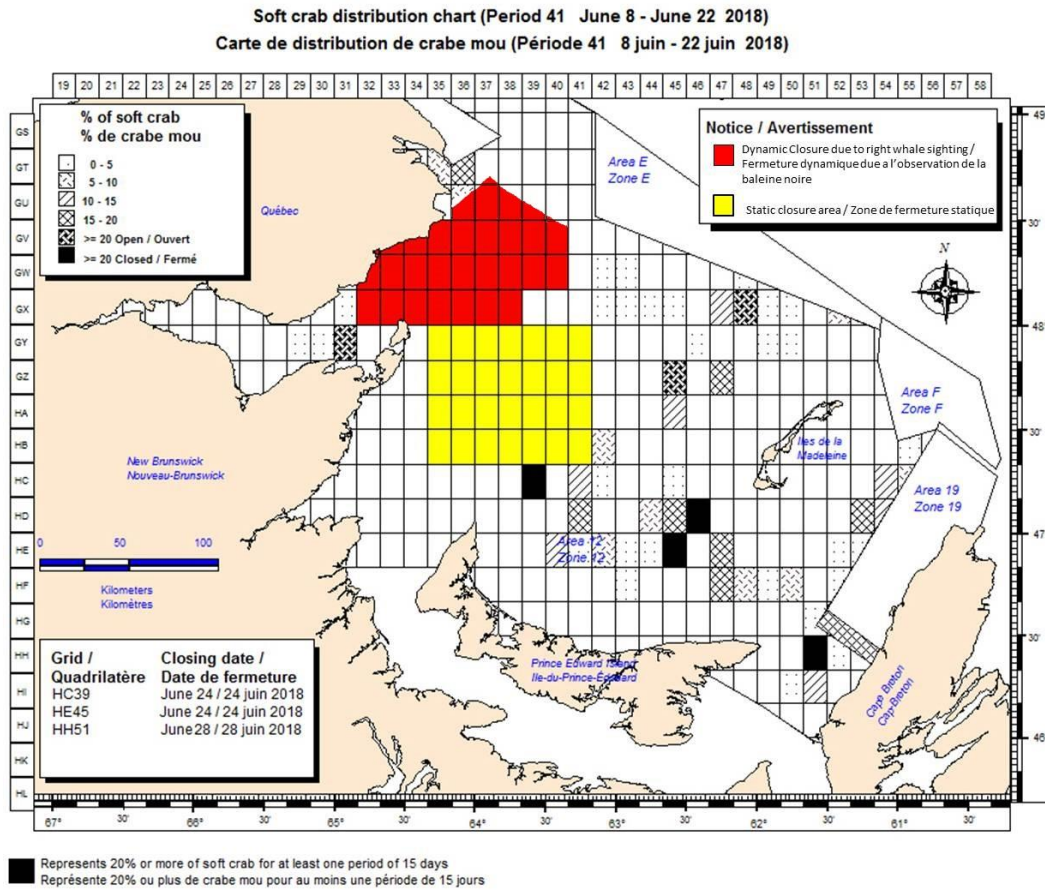 Soft crab distribution chart (Period 41 June 8 - June 22 2018)
Carte de distribution de crabe mou (Période 41 8 juin - 22 juin 2018)
19 20 21 22 23 24 25 26 27 28 29 30 31 32 33 34 35 36 37 38 39 40 41 42 43 44 45 46 47 48 49 50 51 52 53 54 55 56 57 58
% of soft crab
% de crabe mou
0 - 5
5 - 10
10 - 15
15 - 20
>= 20 Open / Ouvert
>= 20 Closed / Fermé
Notice / Avertissement
Dynamic Closure due to right whale sighting /
Fermeture dynamique due a l'observation de la
baleine noire
Static closure area / Zone de fermeture statique
GS
GT
GU
GV
GW
GX
GY
GZ
HA
HB
HC
HD
HE
HF
HG
HH
HI
HJ
HK
HL
49
30'
48
30'
47
30'
46
Area E
Zone E
Québec
N
Area F
Zone F
Iles de la
Madeleine
New Brunswick
Nouveau-Brunswick
Area 19
Zone 19
Area 12
Zone 12
0 50 100
Kilometers
Kilomètres
Prince Edward Island
Ile-du-Prince-Édouard
Cape Breton
Cap-Breton
Grid / Closing date /
Quadrilatère Date de fermeture
HC39 June 24 / 24 juin 2018
HE45 June 24 / 24 juin 2018
HH51 June 28 / 28 juin 2018
67° 30' 66° 30' 65° 30' 64° 30' 63° 30' 62° 30' 61° 30'
Represents 20% or more of soft crab for at least one period of 15 days
Représente 20% ou plus de crabe mou pour au moins une période de 15 jours